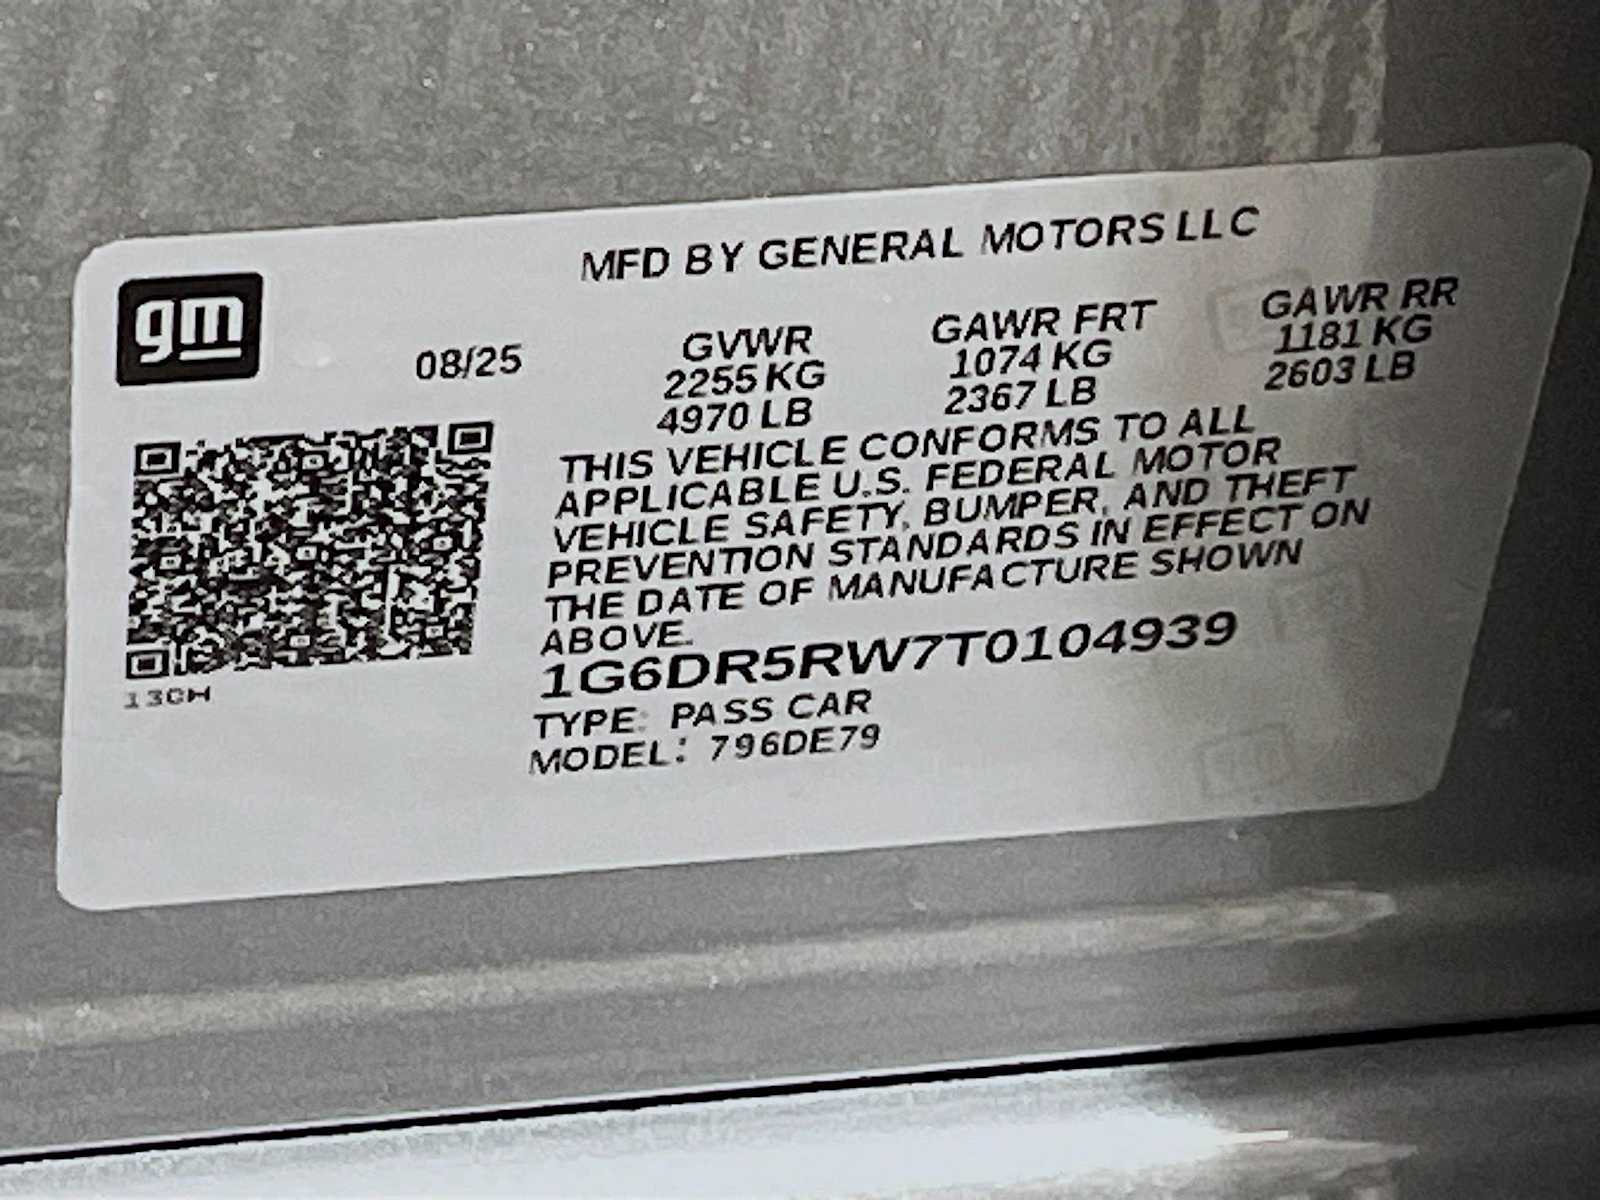 gm
MFD BY GENERAL MOTORS LLC
08/25
GVWR GAWR FRT GAWR RR
2255 KG 1074 KG 1181 KG
4970 LB 2367 LB 2603 LB
THIS VEHICLE CONFORMS TO ALL
APPLICABLE U.S. FEDERAL MOTOR
VEHICLE SAFETY, BUMPER, AND THEFT
PREVENTION STANDARDS IN EFFECT ON
THE DATE OF MANUFACTURE SHOWN
ABOVE.
1G6DR5RW7T0104939
TYPE: PASS CAR
MODEL: 796DE79
13CH